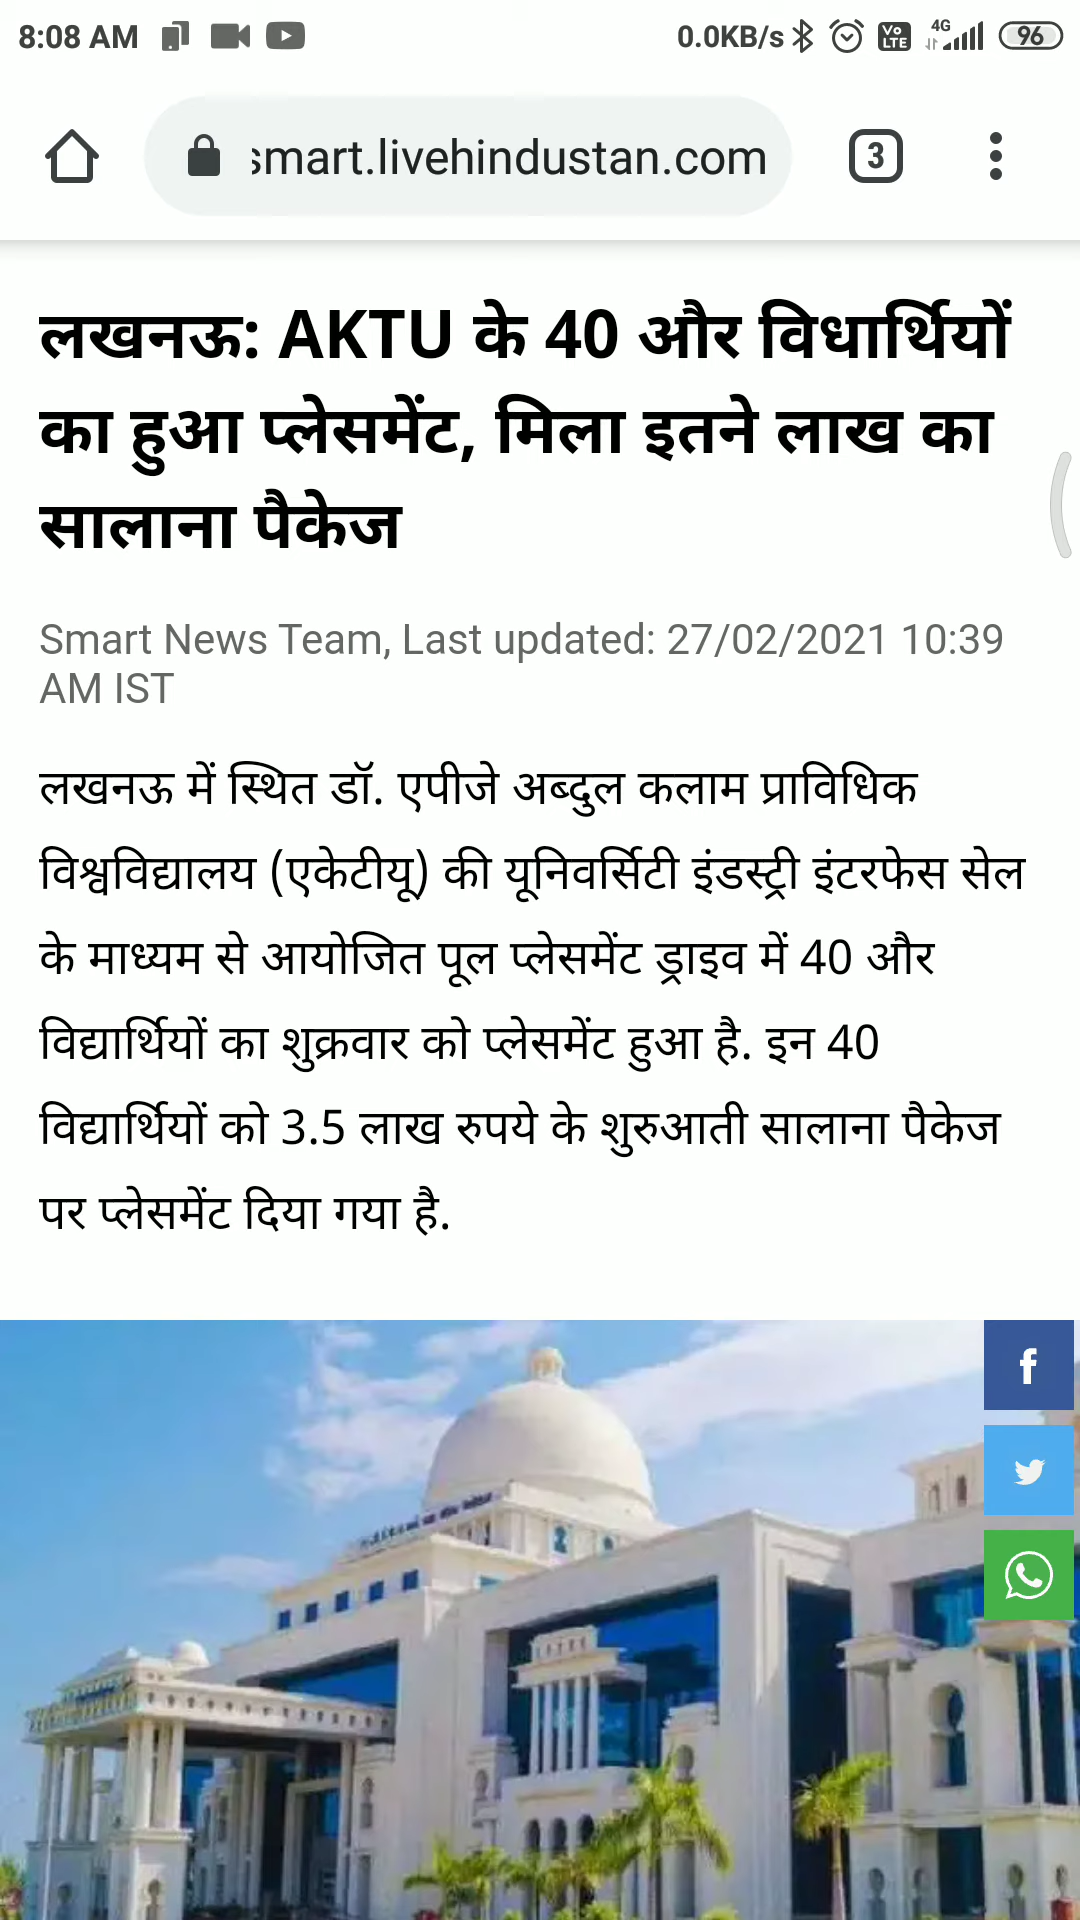 8:08 AM 0.0KB/s VoLTE 4G 96
smart.livehindustan.com 3
लखनऊ: AKTU के 40 और विधार्थियों
का हुआ प्लेसमेंट, मिला इतने लाख का
सालाना पैकेज
Smart News Team, Last updated: 27/02/2021 10:39
AM IST
लखनऊ में स्थित डॉ. एपीजे अब्दुल कलाम प्राविधिक
विश्वविद्यालय (एकेटीयू) की यूनिवर्सिटी इंडस्ट्री इंटरफेस सेल
के माध्यम से आयोजित पूल प्लेसमेंट ड्राइव में 40 और
विद्यार्थियों का शुक्रवार को प्लेसमेंट हुआ है. इन 40
विद्यार्थियों को 3.5 लाख रुपये के शुरुआती सालाना पैकेज
पर प्लेसमेंट दिया गया है.